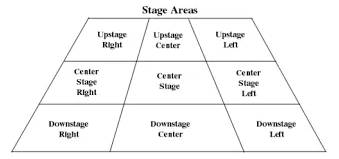 Stage Areas
Upstage
Right
Upstage
Center
Upstage
Left
Center
Stage
Right
Center
Stage
Center
Stage
Left
Downstage
Right
Downstage
Center
Downstage
Left